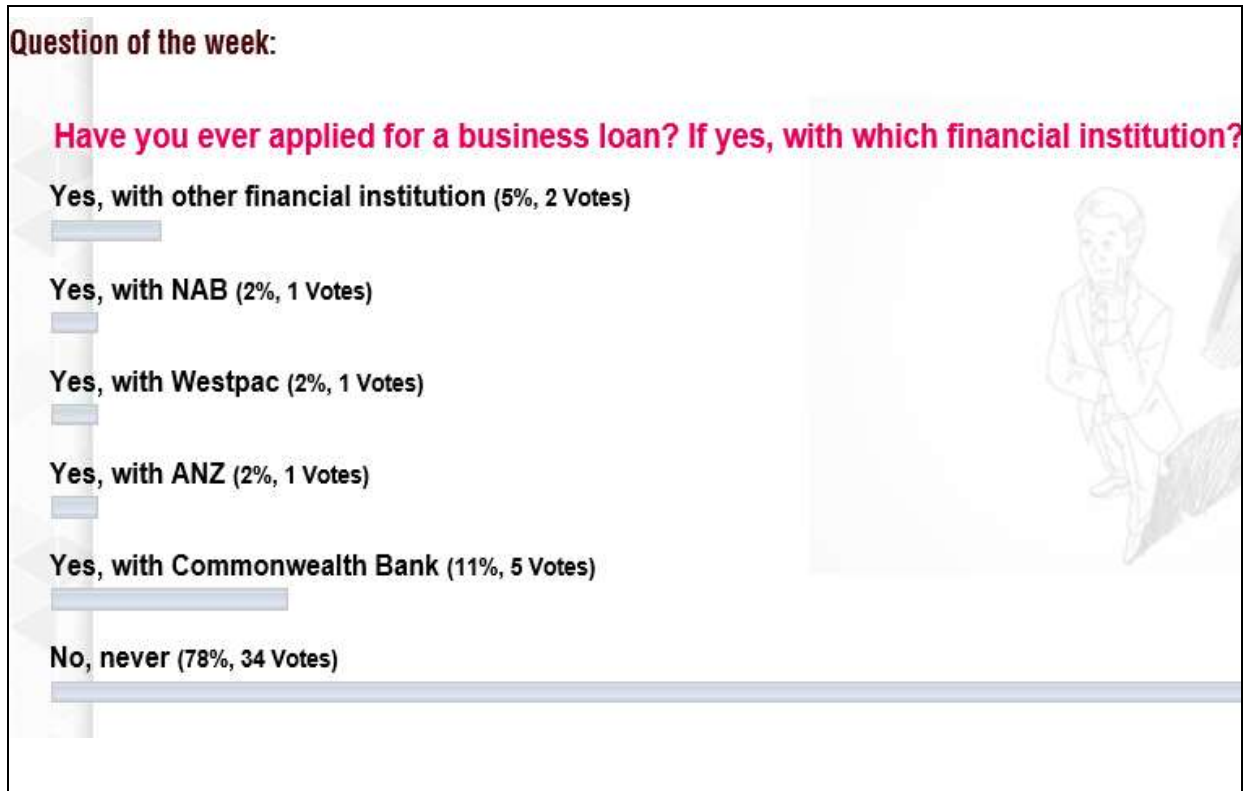 Question of the week:
Have you ever applied for a business loan? If yes, with which financial institution?
Yes, with other financial institution (5%, 2 Votes)
Yes, with NAB (2%, 1 Votes)
Yes, with Westpac (2%, 1 Votes)
Yes, with ANZ (2%, 1 Votes)
Yes, with Commonwealth Bank (11%, 5 Votes)
No, never (78%, 34 Votes)